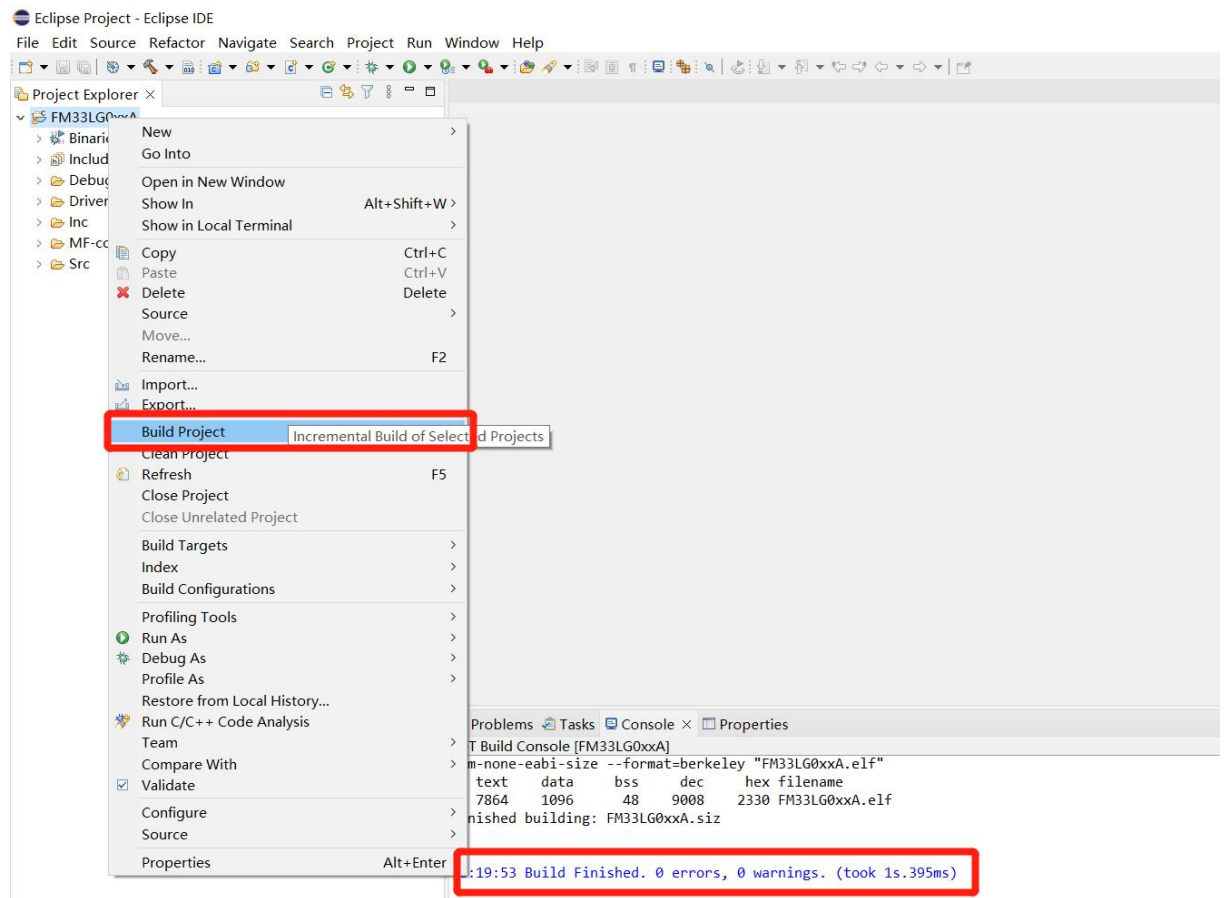 Eclipse Project - Eclipse IDE
File Edit Source Refactor Navigate Search Project Run Window Help
Project Explorer
FM33LG0xxA
Binarie
Includ
Debug
Driver
Inc
MF-co
Src
New
Go Into
Open in New Window
Show In Alt+Shift+W
Show in Local Terminal
Copy Ctrl+C
Paste Ctrl+V
Delete Delete
Source
Move...
Rename... F2
Import...
Export...
Build Project
Incremental Build of Selected Projects
Clean Project
Refresh F5
Close Project
Close Unrelated Project
Build Targets
Index
Build Configurations
Profiling Tools
Run As
Debug As
Profile As
Restore from Local History...
Run C/C++ Code Analysis
Team
Compare With
Validate
Configure
Source
Properties Alt+Enter
Problems Tasks Console Properties
T Build Console [FM33LG0xxA]
m-none-eabi-size --format=berkeley "FM33LG0xxA.elf"
text data bss dec hex filename
7864 1096 48 9008 2330 FM33LG0xxA.elf
nished building: FM33LG0xxA.siz
:19:53 Build Finished. 0 errors, 0 warnings. (took 1s.395ms)